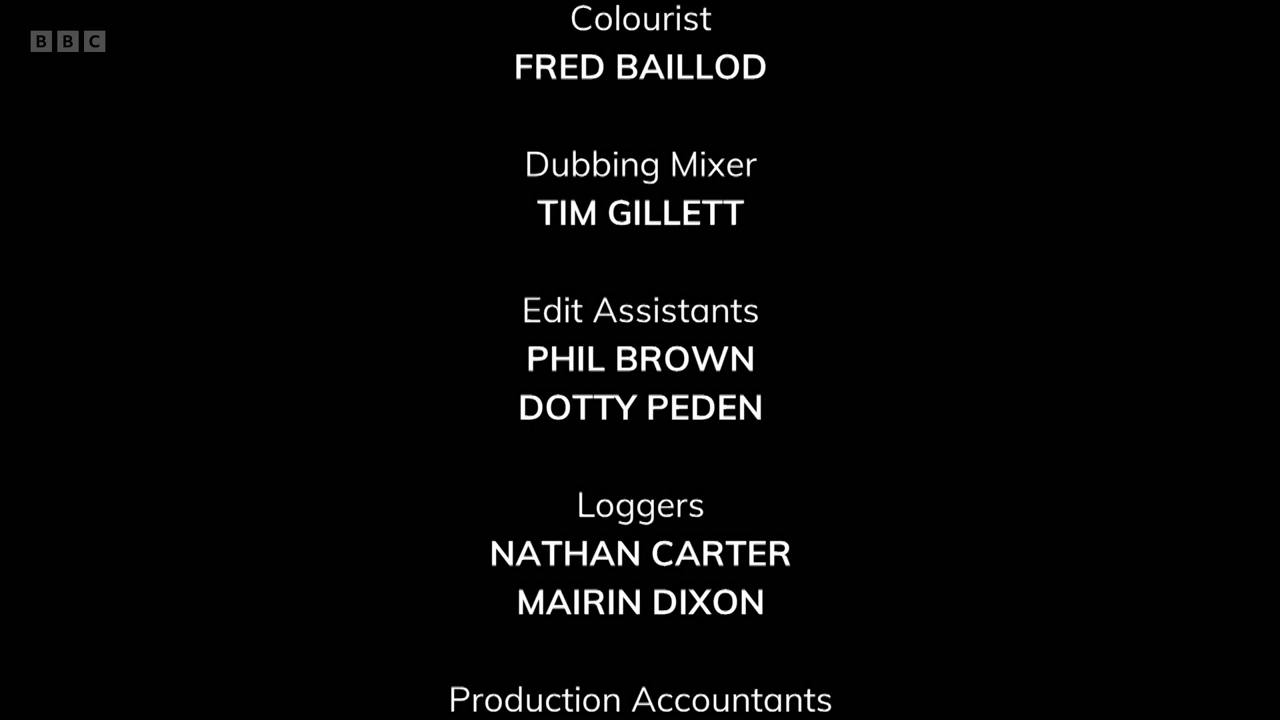 BBC
Colourist
FRED BAILLOD
Dubbing Mixer
TIM GILLETT
Edit Assistants
PHIL BROWN
DOTTY PEDEN
Loggers
NATHAN CARTER
MAIRIN DIXON
Production Accountants